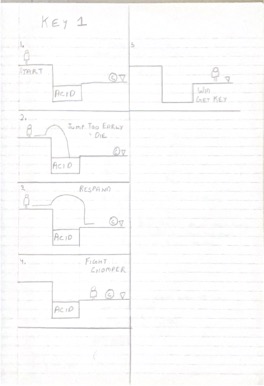 KEY 1
1.
START
ACID
2.
JUMP TOO EARLY
- DIE
ACID
3.
RESPAWN
ACID
4.
FIGHT
CHOMPER
ACID
5
WIN
GET KEY